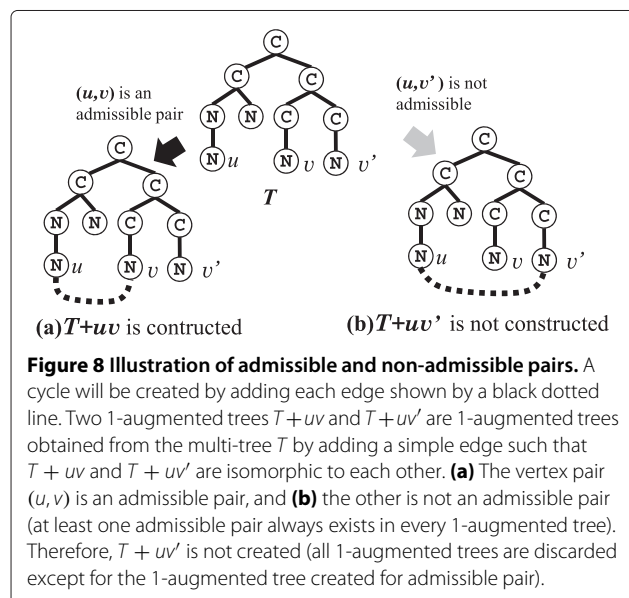 C
C
C
(u,v) is an
admissible pair
(u,v’) is not
admissible
N
N
C
C
N
u
N
v
N
v’
T
C
C
C
N
N
C
C
N
u
N
v
N
v’
C
C
C
N
N
C
C
N
u
N
v
N
v’
(a)T+uv is contructed
(b)T+uv’ is not constructed
Figure 8 Illustration of admissible and non-admissible pairs. A
cycle will be created by adding each edge shown by a black dotted
line. Two 1-augmented trees T+uv and T+uv′ are 1-augmented trees
obtained from the multi-tree T by adding a simple edge such that
T + uv and T + uv′ are isomorphic to each other. (a) The vertex pair
(u, v) is an admissible pair, and (b) the other is not an admissible pair
(at least one admissible pair always exists in every 1-augmented tree).
Therefore, T + uv′ is not created (all 1-augmented trees are discarded
except for the 1-augmented tree created for admissible pair).